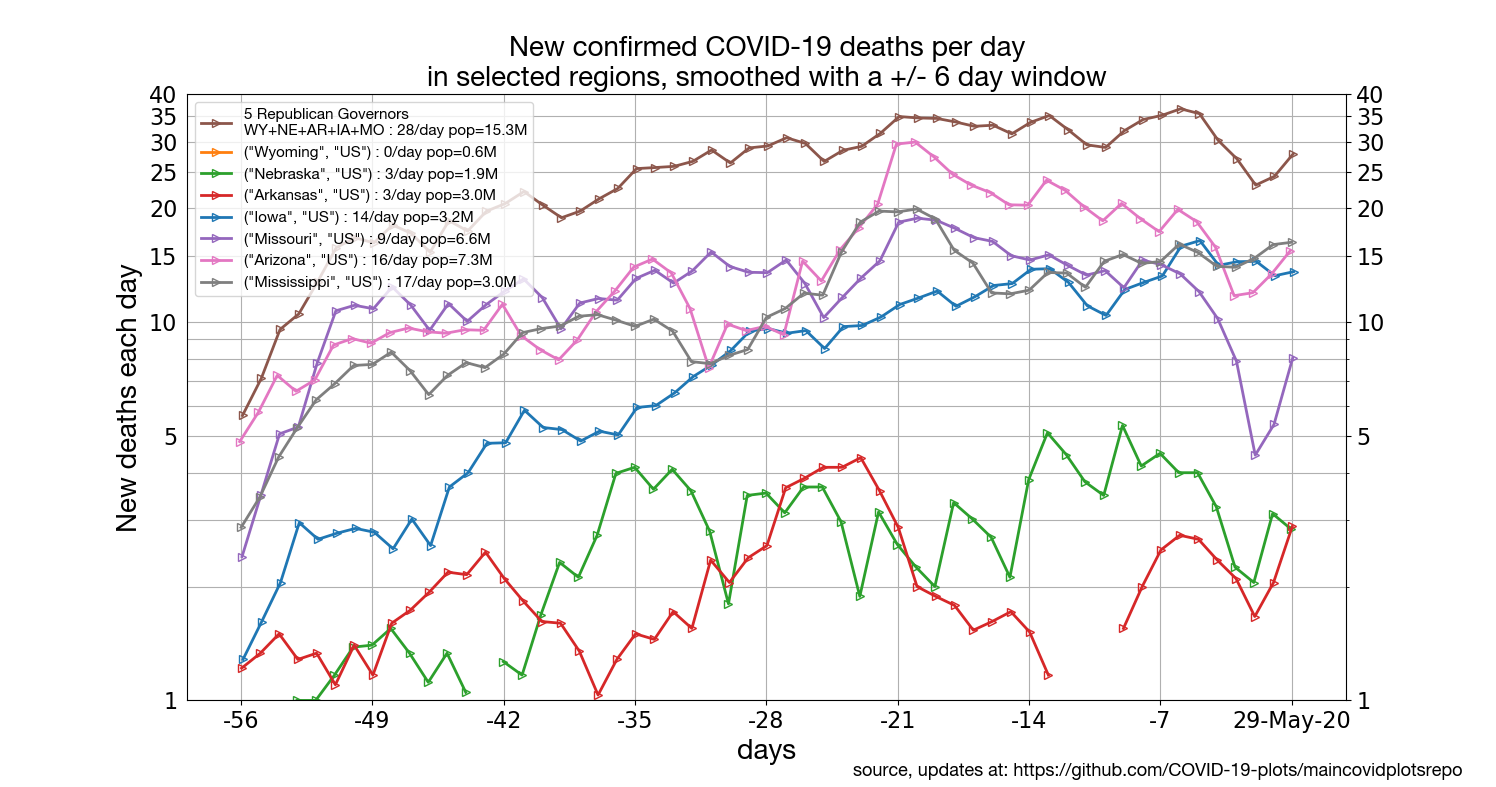 New confirmed COVID-19 deaths per day
in selected regions, smoothed with a +/- 6 day window
5 Republican Governors
WY+NE+AR+IA+MO : 28/day pop=15.3M
("Wyoming", "US") : 0/day pop=0.6M
("Nebraska", "US") : 3/day pop=1.9M
("Arkansas", "US") : 3/day pop=3.0M
("Iowa", "US") : 14/day pop=3.2M
("Missouri", "US") : 9/day pop=6.6M
("Arizona", "US") : 16/day pop=7.3M
("Mississippi", "US") : 17/day pop=3.0M
New deaths each day
40
35
30
25
20
15
10
5
1
40
35
30
25
20
15
10
5
1
-56 -49 -42 -35 -28 -21 -14 -7 29-May-20
days
source, updates at: https://github.com/COVID-19-plots/maincovidplotsrepo